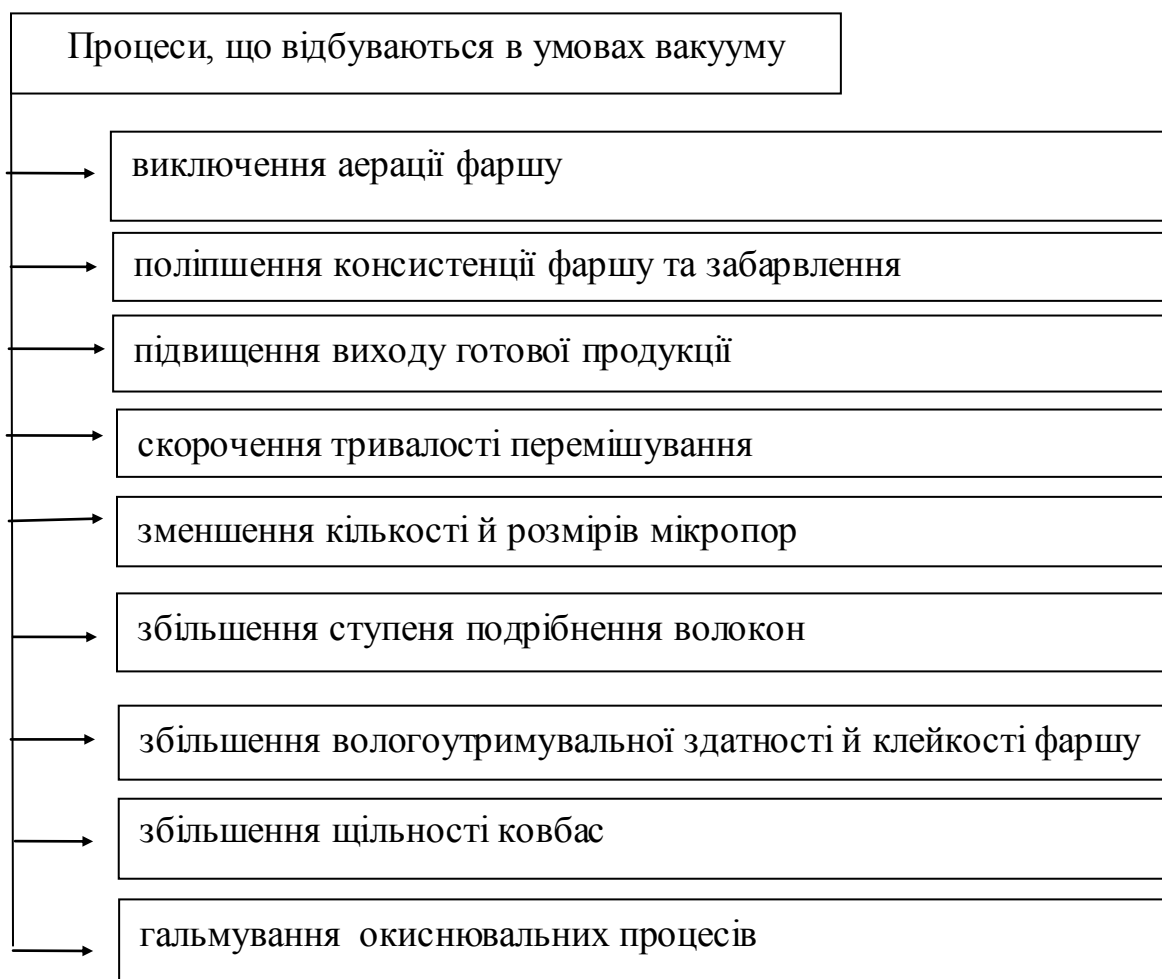 Процеси, що відбуваються в умовах вакууму
виключення аерації фаршу
поліпшення консистенції фаршу та забарвлення
підвищення виходу готової продукції
скорочення тривалості перемішування
зменшення кількості й розмірів мікропор
збільшення ступеня подрібнення волокон
збільшення вологоутримувальної здатності й клейкості фаршу
збільшення щільності ковбас
гальмування окиснювальних процесів